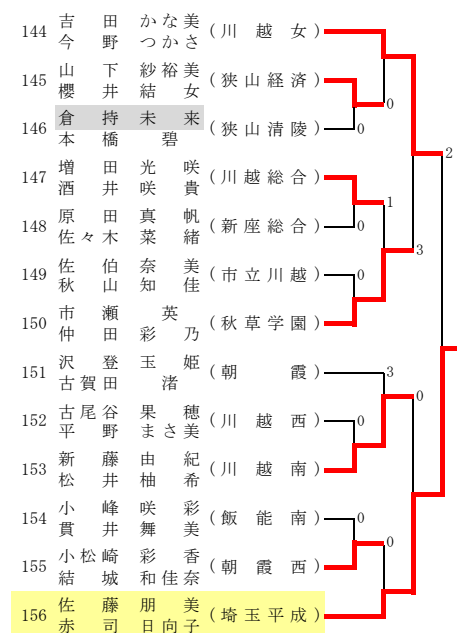 144 吉田かな美 (川越女)
今野つかさ
145 山下紗裕美 (狭山経済)
櫻井結女 0
146 倉持未来 (狭山清陵) 0
本橋碧
2
147 増田光咲 (川越総合)
酒井咲貴 1
148 原田真帆 (新座総合) 0
佐々木菜緒
3
149 佐伯奈美 (市立川越) 0
秋山知佳
150 市瀬英 (秋草学園)
仲田彩乃
151 沢登玉姫 (朝霞) 3
古賀田渚 0
152 古尾谷果穂 (川越西) 0
平野まさ美
153 新藤由紀 (川越南)
松井柚希
154 小峰咲彩 (飯能南) 0
貫井舞美 0
155 小松崎彩香 (朝霞西)
結城和佳奈
156 佐藤朋美 (埼玉平成)
赤司日向子